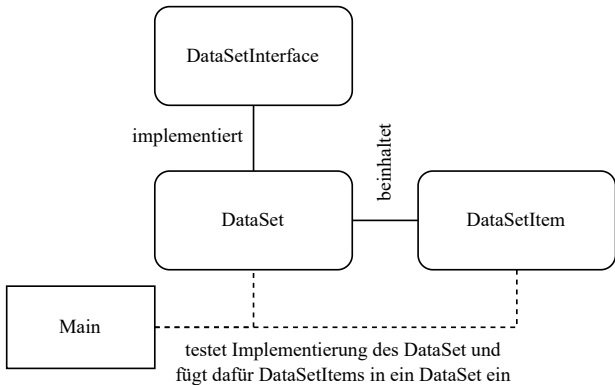 DataSetInterface
implementiert
beinhaltet
DataSet
DataSetItem
Main
testet Implementierung des DataSet und
fügt dafür DataSetItems in ein DataSet ein